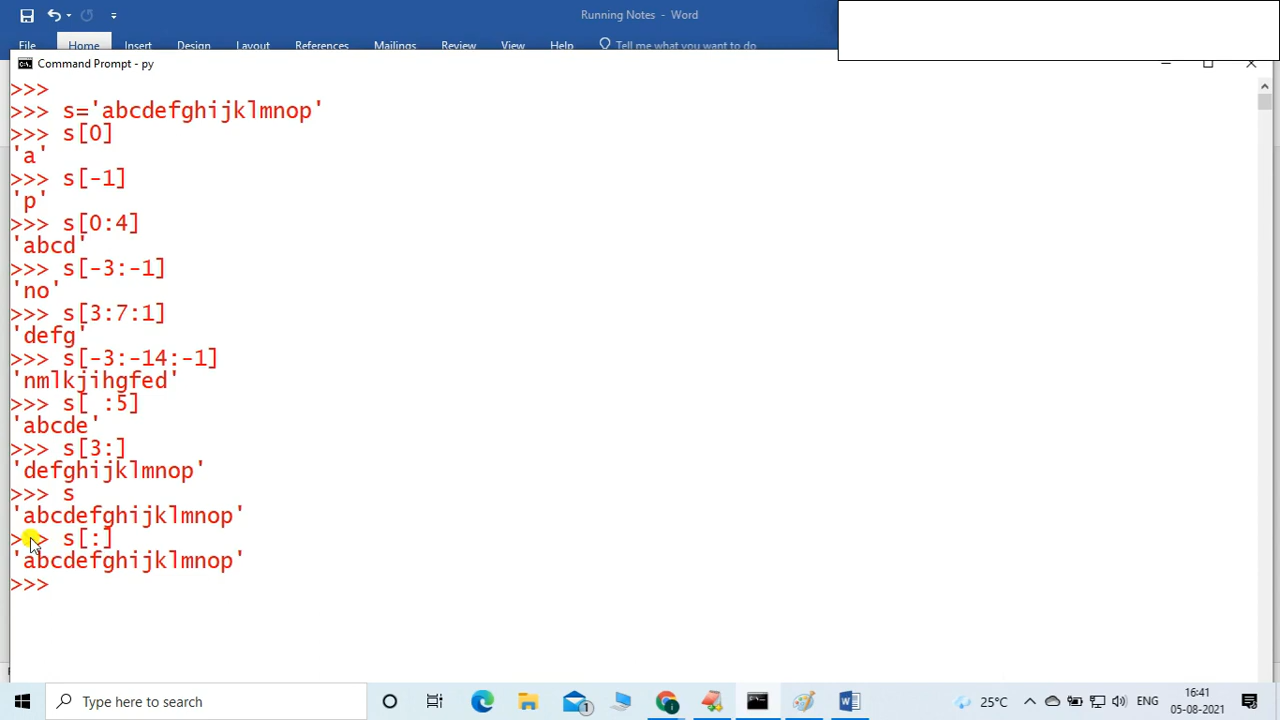 Running Notes - Word
File Home Insert Design Layout References Mailings Review View Help Tell me what you want to do
Command Prompt - py
>>>
>>> s='abcdefghijklmnop'
>>> s[0]
'a'
>>> s[-1]
'p'
>>> s[0:4]
'abcd'
>>> s[-3:-1]
'no'
>>> s[3:7:1]
'defg'
>>> s[-3:-14:-1]
'nmlkjihgfed'
>>> s[ :5]
'abcde'
>>> s[3:]
'defghijklmnop'
>>> s
'abcdefghijklmnop'
>>> s[:]
'abcdefghijklmnop'
>>>
Type here to search
1
25°C
ENG
16:41
05-08-2021